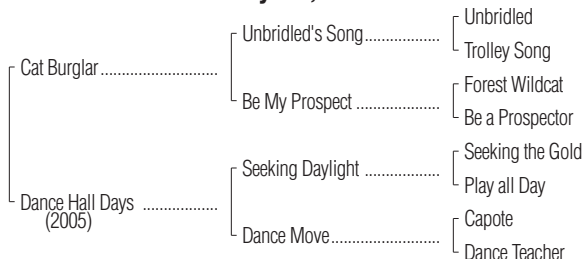 Unbridled
Unbridled's Song
Trolley Song
Cat Burglar
Forest Wildcat
Be My Prospect
Be a Prospector
Seeking the Gold
Seeking Daylight
Play all Day
Dance Hall Days
(2005)
Capote
Dance Move
Dance Teacher